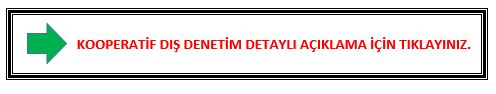 KOOPERATİF DIŞ DENETİM DETAYLI AÇIKLAMA İÇİN TIKLAYINIZ.